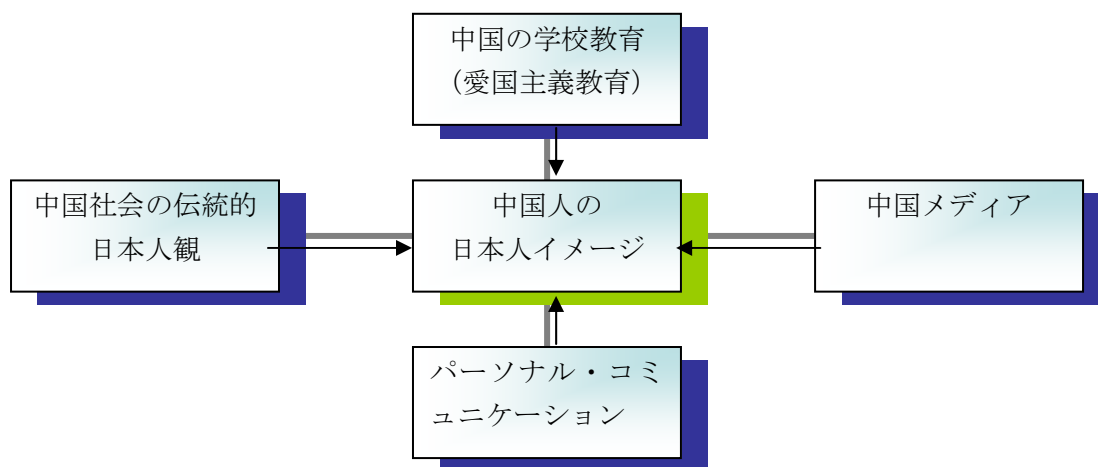 中国の学校教育
（愛国主義教育）
中国社会の伝統的
日本人観
中国人の
日本人イメージ
中国メディア
パーソナル・コミ
ュニケーション